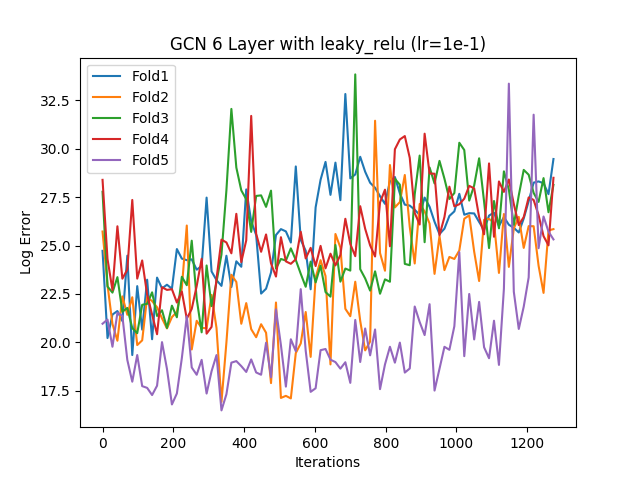 GCN 6 Layer with leaky_relu (lr=1e-1)
Fold1
Fold2
Fold3
Fold4
Fold5
Log Error
32.5
30.0
27.5
25.0
22.5
20.0
17.5
0 200 400 600 800 1000 1200
Iterations